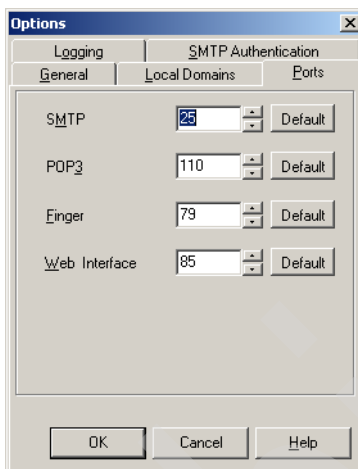 Options
Logging SMTP Authentication
General Local Domains Ports
SMTP 25 Default
POP3 110 Default
Finger 79 Default
Web Interface 85 Default
OK Cancel Help